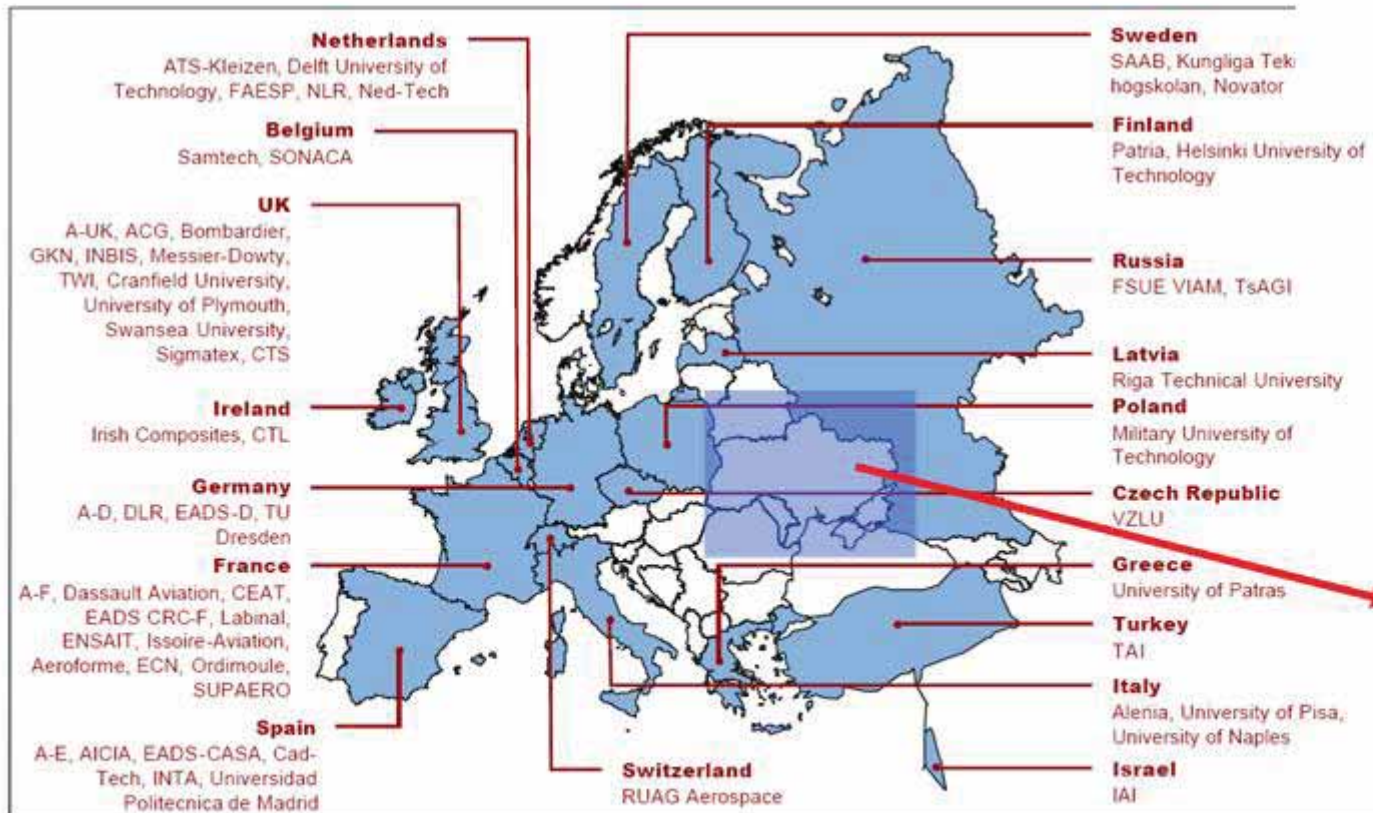 Netherlands
ATS-Kleizen, Delft University of
Technology, FAESP, NLR, Ned-Tech
Belgium
Samtech, SONACA
UK
A-UK, ACG, Bombardier,
GKN, INBIS, Messier-Dowty,
TWI, Cranfield University,
University of Plymouth,
Swansea University,
Sigmatex, CTS
Ireland
Irish Composites, CTL
Germany
A-D, DLR, EADS-D, TU
Dresden
France
A-F, Dassault Aviation, CEAT,
EADS CRC-F, Labinal,
ENSAIT, Issoire-Aviation,
Aeroforme, ECN, Ordimoule,
SUPAERO
Spain
A-E, AICIA, EADS-CASA, Cad-
Tech, INTA, Universidad
Politecnica de Madrid
Switzerland
RUAG Aerospace
Sweden
SAAB, Kungliga Tek
högskolan, Novator
Finland
Patria, Helsinki University of
Technology
Russia
FSUE VIAM, TsAGI
Latvia
Riga Technical University
Poland
Military University of
Technology
Czech Republic
VZLU
Greece
University of Patras
Turkey
TAI
Italy
Alenia, University of Pisa,
University of Naples
Israel
IAI